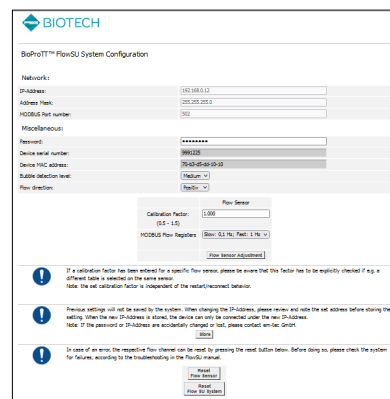 BIOTECH
BioProTT™ FlowSU System Configuration
Network:
IP-Address: 192.168.0.12
Address Mask: 255.255.255.0
MODBUS Port number: 502
Miscellaneous:
Password: ••••••••
Device serial number: 9991225
Device MAC address: 70-b3-d5-dd-10-10
Bubble detection level: Medium
Flow direction: Positiv
Flow Sensor
Calibration Factor: 1.000
(0.5 - 1.5)
MODBUS Flow Registers Slow: 0,1 Hz; Fast: 1 Hz
Flow Sensor Adjustment
If a calibration factor has been entered for a specific flow sensor, please be aware that this factor has to be explicitly checked if e.g. a
different table is selected on the same sensor.
Note: the set calibration factor is independent of the restart/reconnect behavior.
Previous settings will not be saved by the system. When changing the IP-Address, please review and note the set address before storing the
setting. When the new IP-Address is stored, the device can only be connected under the new IP-Address.
Note: If the password or IP-Address are accidentally changed or lost, please contact em-tec GmbH.
Store
In case of an error, the respective flow channel can be reset by pressing the reset button below. Before doing so, please check the system
for failures, according to the troubleshooting in the FlowSU manual.
Reset
Flow Sensor
Reset
Flow SU System